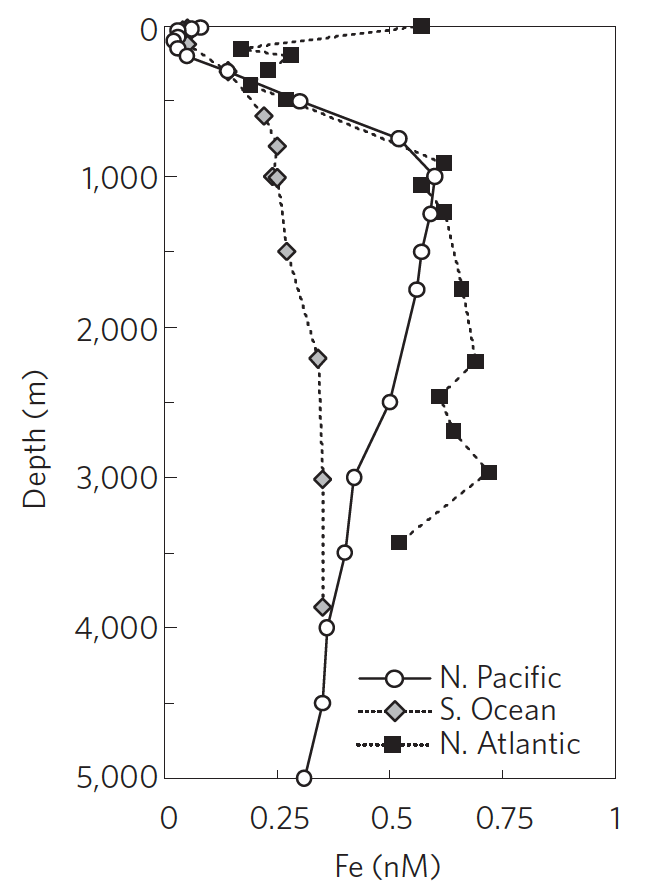 0
1,000
2,000
3,000
4,000
5,000
Depth (m)
N. Pacific
S. Ocean
N. Atlantic
0 0.25 0.5 0.75 1
Fe (nM)